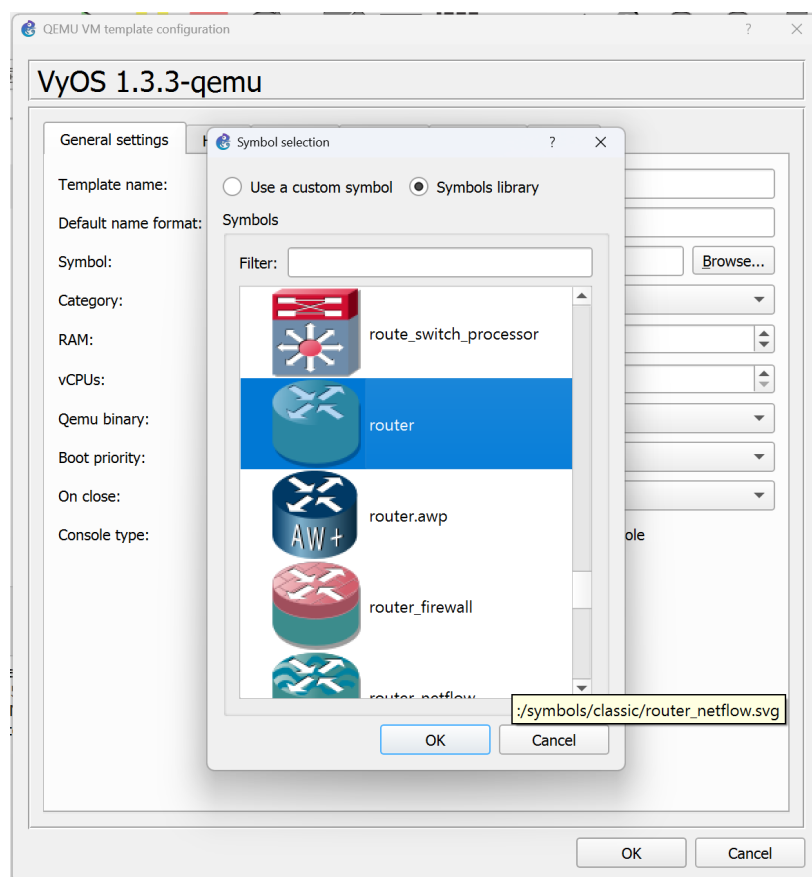 QEMU VM template configuration
VyOS 1.3.3-qemu
General settings
H
Symbol selection
Template name:
Use a custom symbol
Symbols library
Default name format:
Symbols
Symbol:
Filter:
Browse...
Category:
route_switch_processor
RAM:
vCPUs:
Qemu binary:
router
Boot priority:
On close:
router.awp
AW+
Console type:
ole
router_firewall
router_netflow
:/symbols/classic/router_netflow.svg
OK
Cancel
OK
Cancel